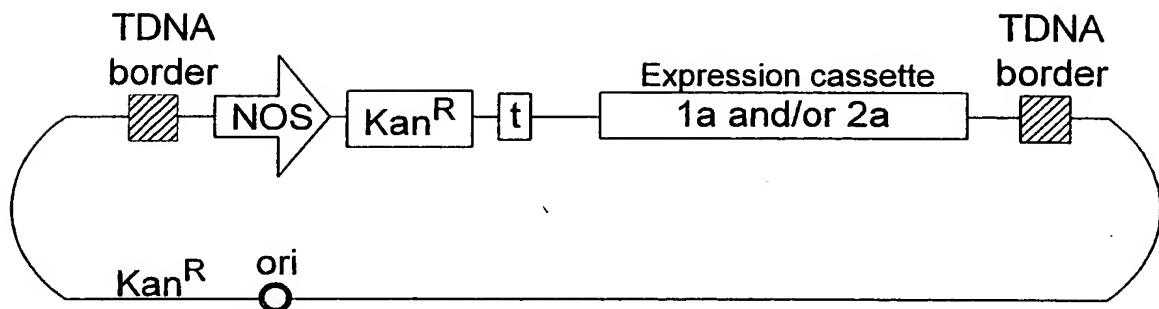 TDNA border
NOS
Kan^R
t
Expression cassette
1a and/or 2a
TDNA border
Kan^R
ori